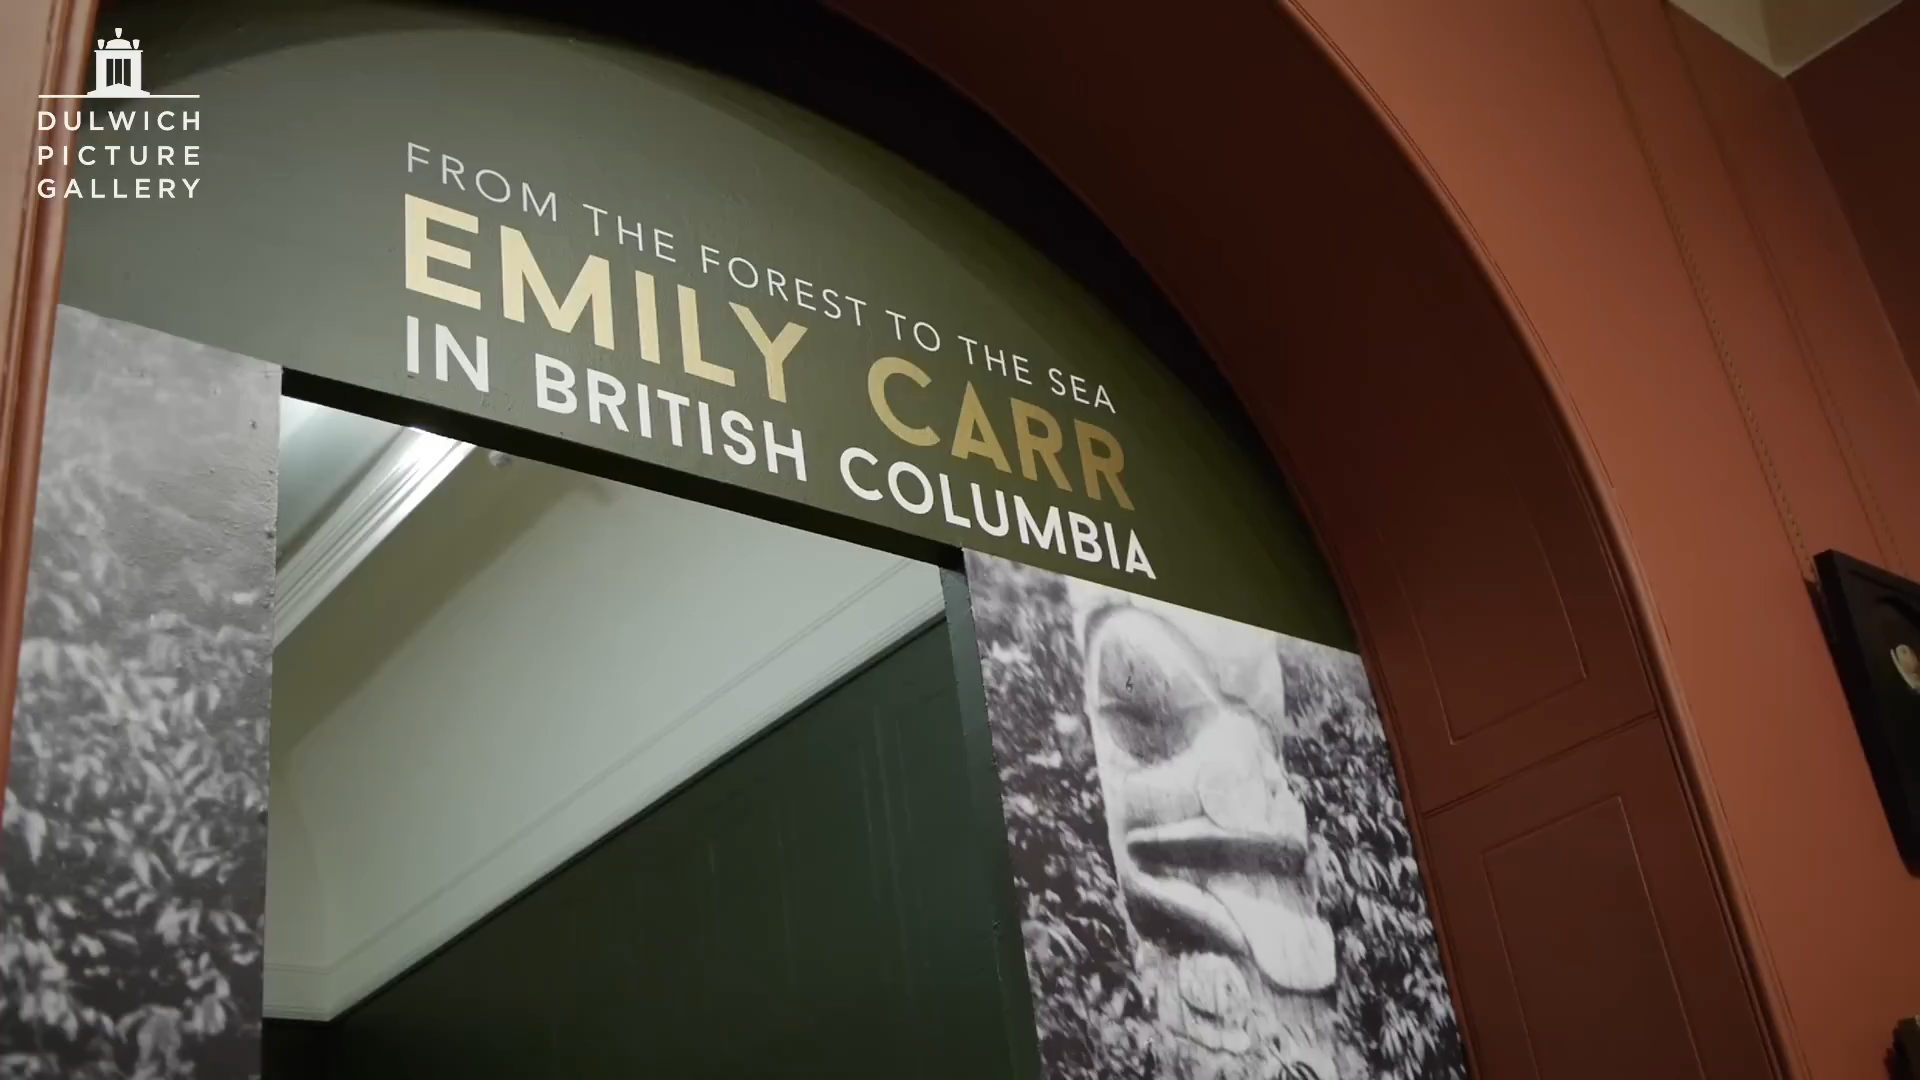 DULWICH
PICTURE
GALLERY
FROM THE FOREST TO THE SEA
EMILY CARR
IN BRITISH COLUMBIA